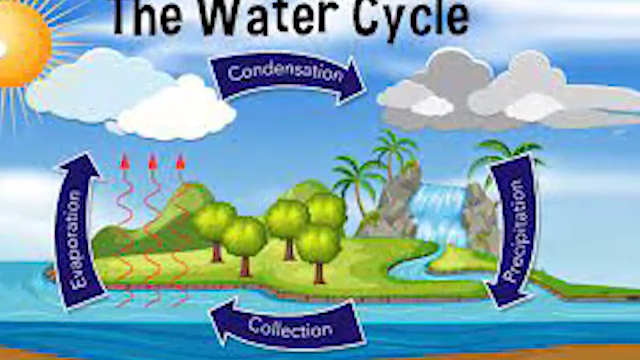 The Water Cycle
Condensation
Evaporation
Precipitation
Collection